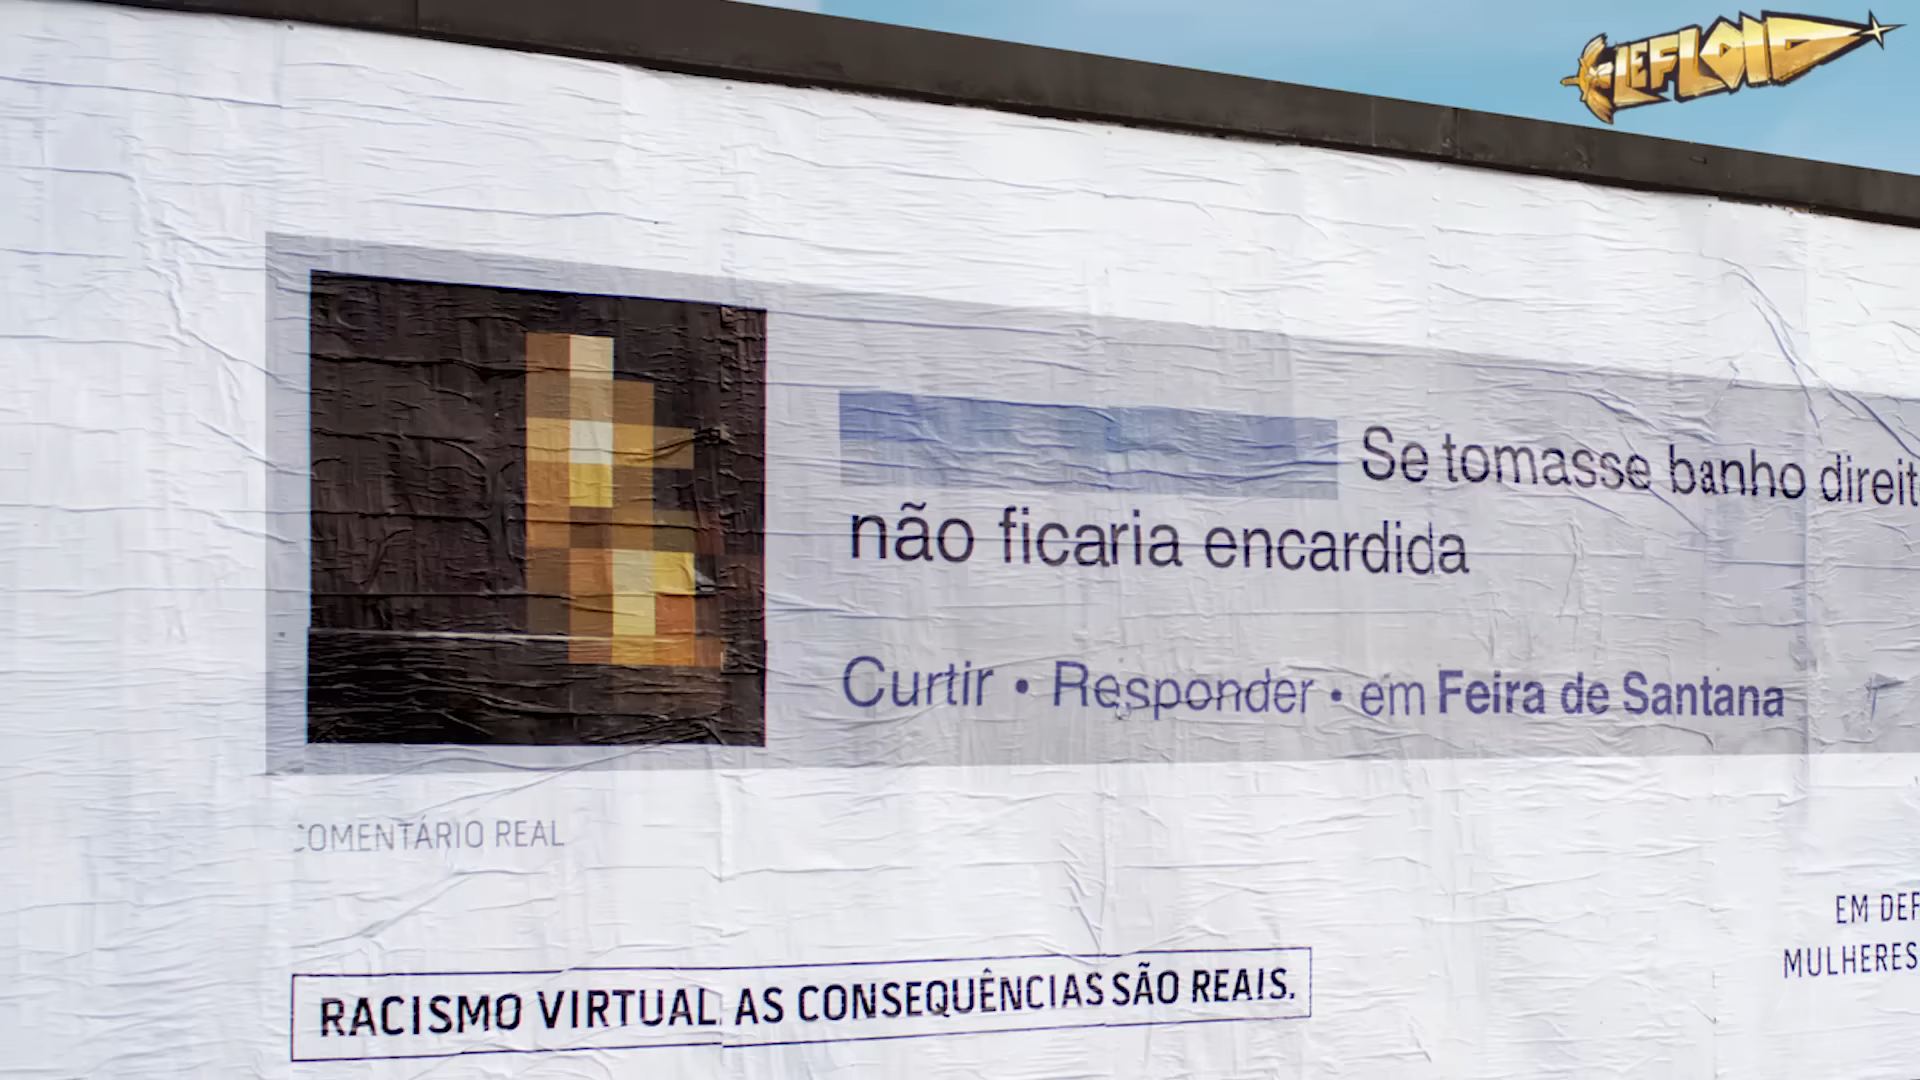 LEFLOID
Se tomasse banho direit
não ficaria encardida
Curtir • Responder • em Feira de Santana
COMENTÁRIO REAL
EM DEF
MULHERES
RACISMO VIRTUAL AS CONSEQUÊNCIAS SÃO REAIS.